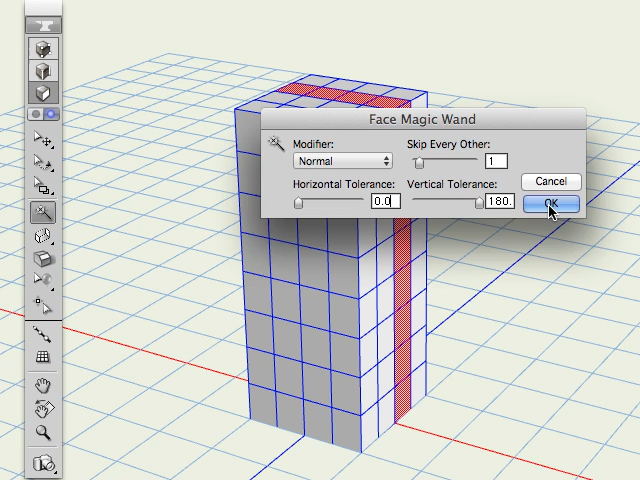 Face Magic Wand
Modifier: Skip Every Other:
Normal 1
Horizontal Tolerance: Vertical Tolerance: Cancel
0.0 180. OK